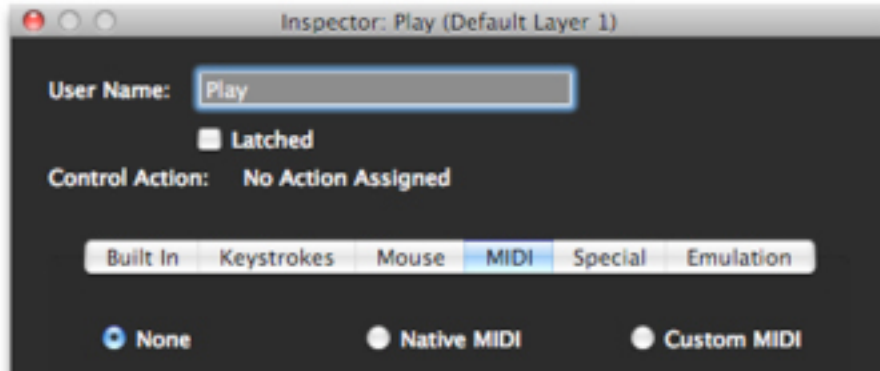 Inspector: Play (Default Layer 1)
User Name: Play
Latched
Control Action: No Action Assigned
Built In Keystrokes Mouse MIDI Special Emulation
None Native MIDI Custom MIDI